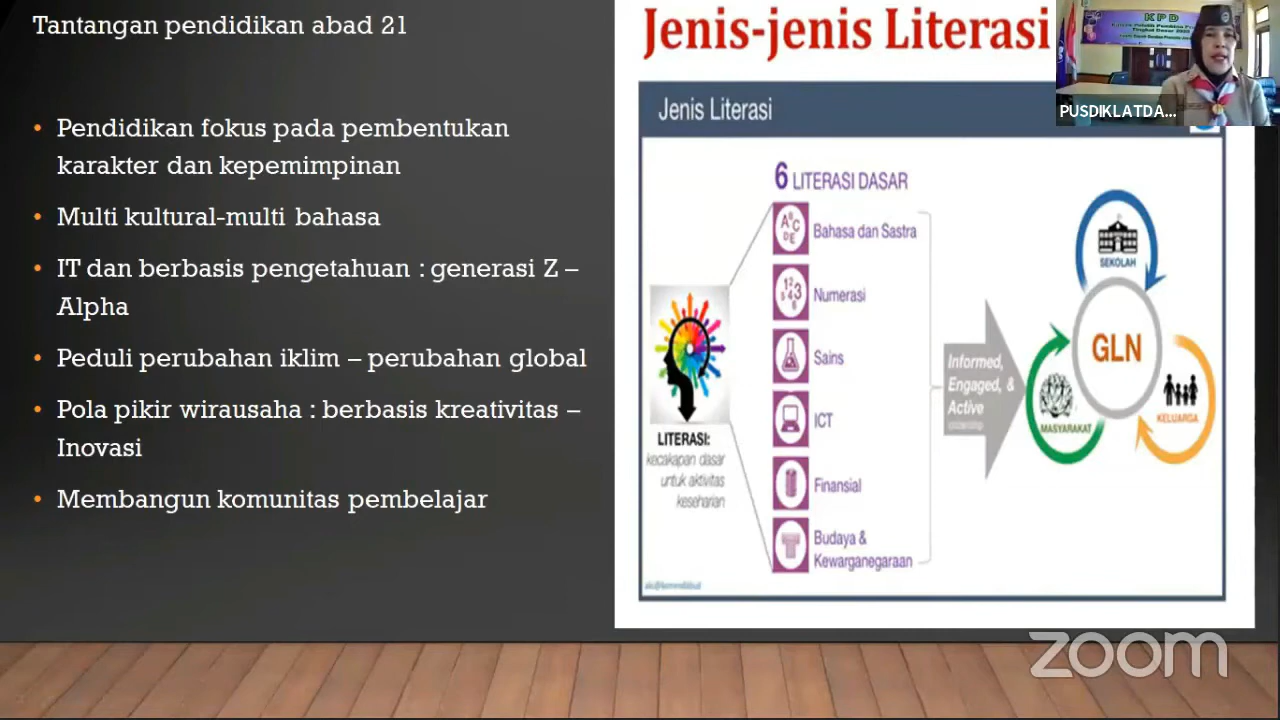 Tantangan pendidikan abad 21
• Pendidikan fokus pada pembentukan
karakter dan kepemimpinan
• Multi kultural-multi bahasa
• IT dan berbasis pengetahuan : generasi Z –
Alpha
• Peduli perubahan iklim – perubahan global
• Pola pikir wirausaha : berbasis kreativitas –
Inovasi
• Membangun komunitas pembelajar
Jenis-jenis Literasi
Jenis Literasi
6 LITERASI DASAR
Bahasa dan Sastra
Numerasi
Sains
ICT
Finansial
Budaya &
Kewarganegaraan
LITERASI:
kecakapan dasar
untuk aktivitas
keseharian
Informed,
Engaged, &
Active
SEKOLAH
GLN
MASYARAKAT
KELUARGA
KPD
PUSDIKLATDA...
zoom